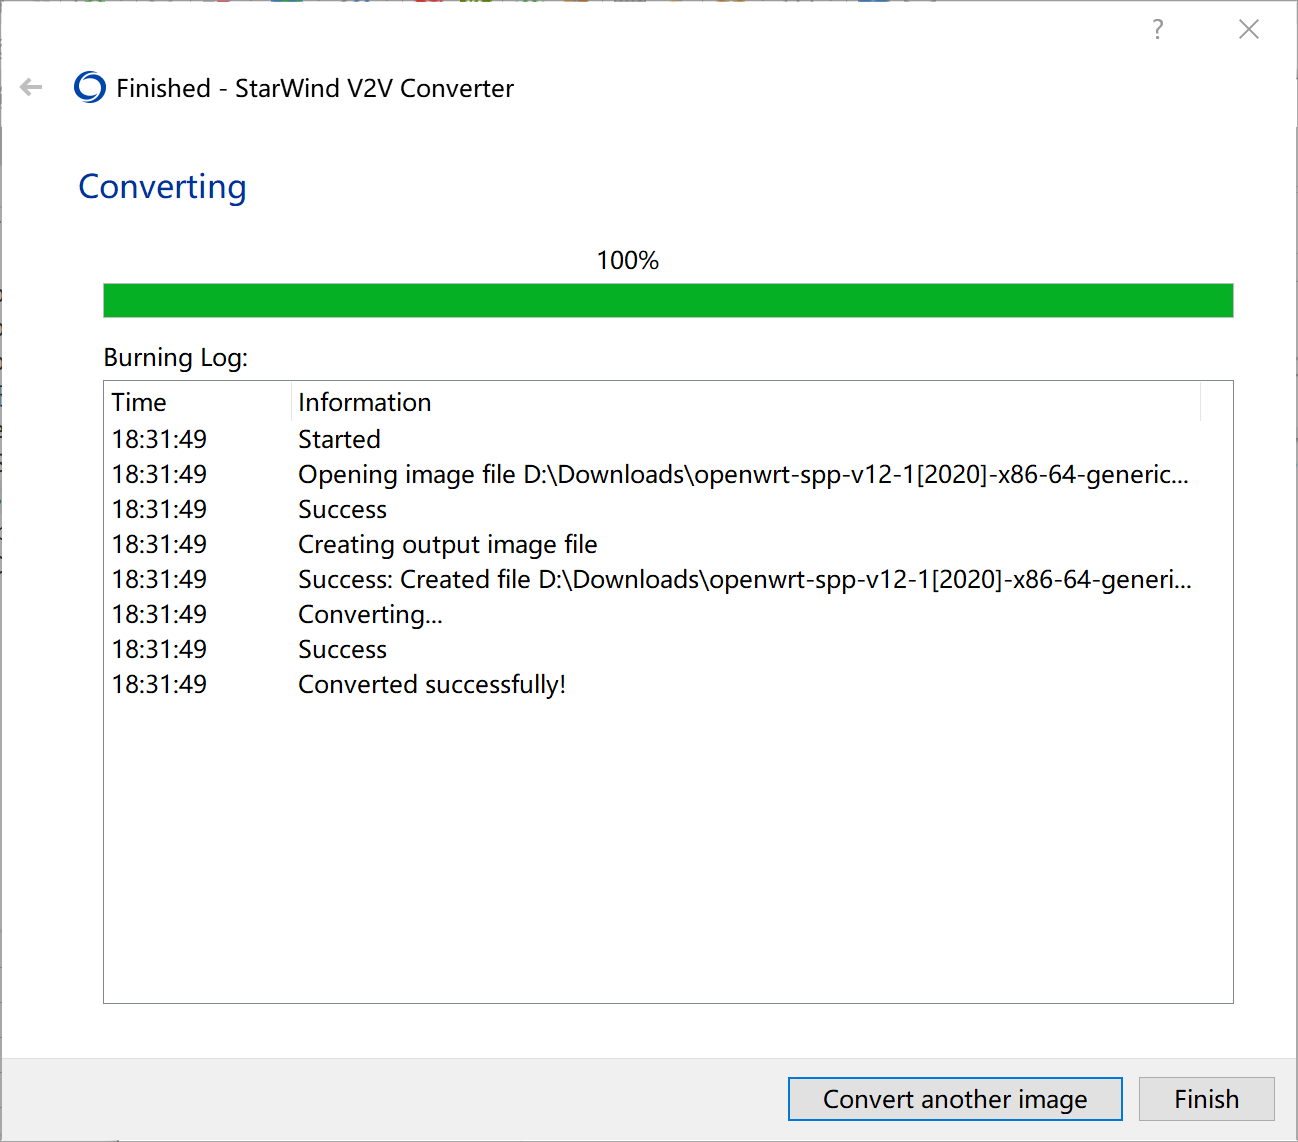 ?
Finished - StarWind V2V Converter
Converting
100%
Burning Log:
Time Information
18:31:49 Started
18:31:49 Opening image file D:\Downloads\openwrt-spp-v12-1[2020]-x86-64-generic...
18:31:49 Success
18:31:49 Creating output image file
18:31:49 Success: Created file D:\Downloads\openwrt-spp-v12-1[2020]-x86-64-generi...
18:31:49 Converting...
18:31:49 Success
18:31:49 Converted successfully!
Convert another image Finish